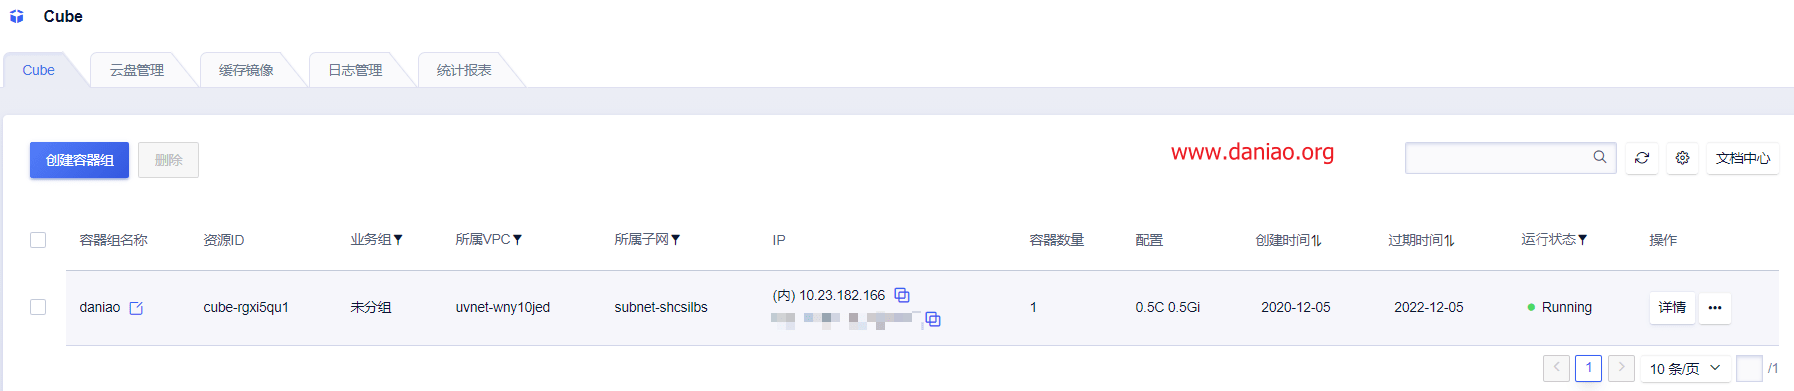 Cube
Cube 云盘管理 缓存镜像 日志管理 统计报表
创建容器组 删除 www.daniao.org 文档中心
容器组名称 资源ID 业务组 所属VPC 所属子网 IP 容器数量 配置 创建时间 过期时间 运行状态 操作
daniao cube-rgxi5qu1 未分组 uvnet-wny10jed subnet-shcsilbs (内) 10.23.182.166 1 0.5C 0.5Gi 2020-12-05 2022-12-05 Running 详情 •••
1 10 条/页 /1